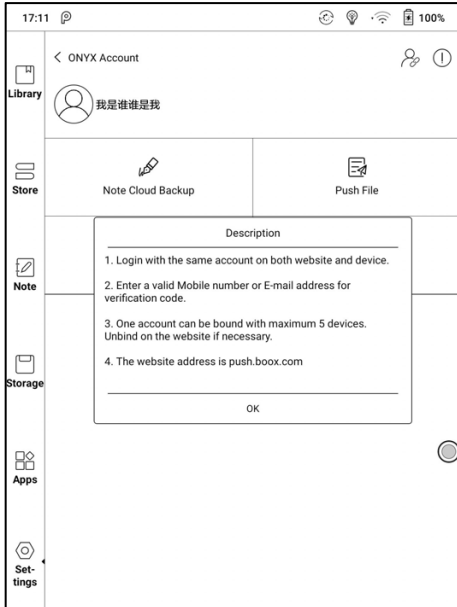 17:11
100%
ONYX Account
Library
我是谁谁是我
Store
Note Cloud Backup
Push File
Description
1. Login with the same account on both website and device.
2. Enter a valid Mobile number or E-mail address for
verification code.
Note
3. One account can be bound with maximum 5 devices.
Unbind on the website if necessary.
4. The website address is push.boox.com
Storage
OK
Apps
Set-
tings